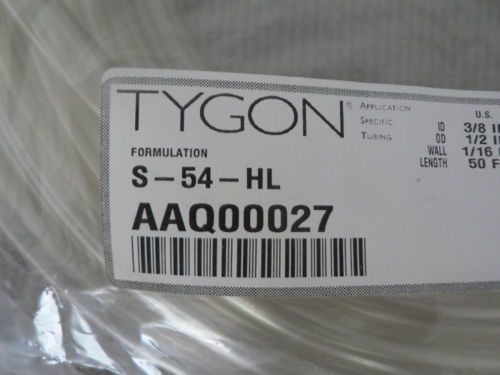 TYGON®
APPLICATION
SPECIFIC
TUBING
U.S.
ID 3/8
OD 1/2
WALL 1/16
LENGTH 50
FORMULATION
S-54-HL
AAQ00027